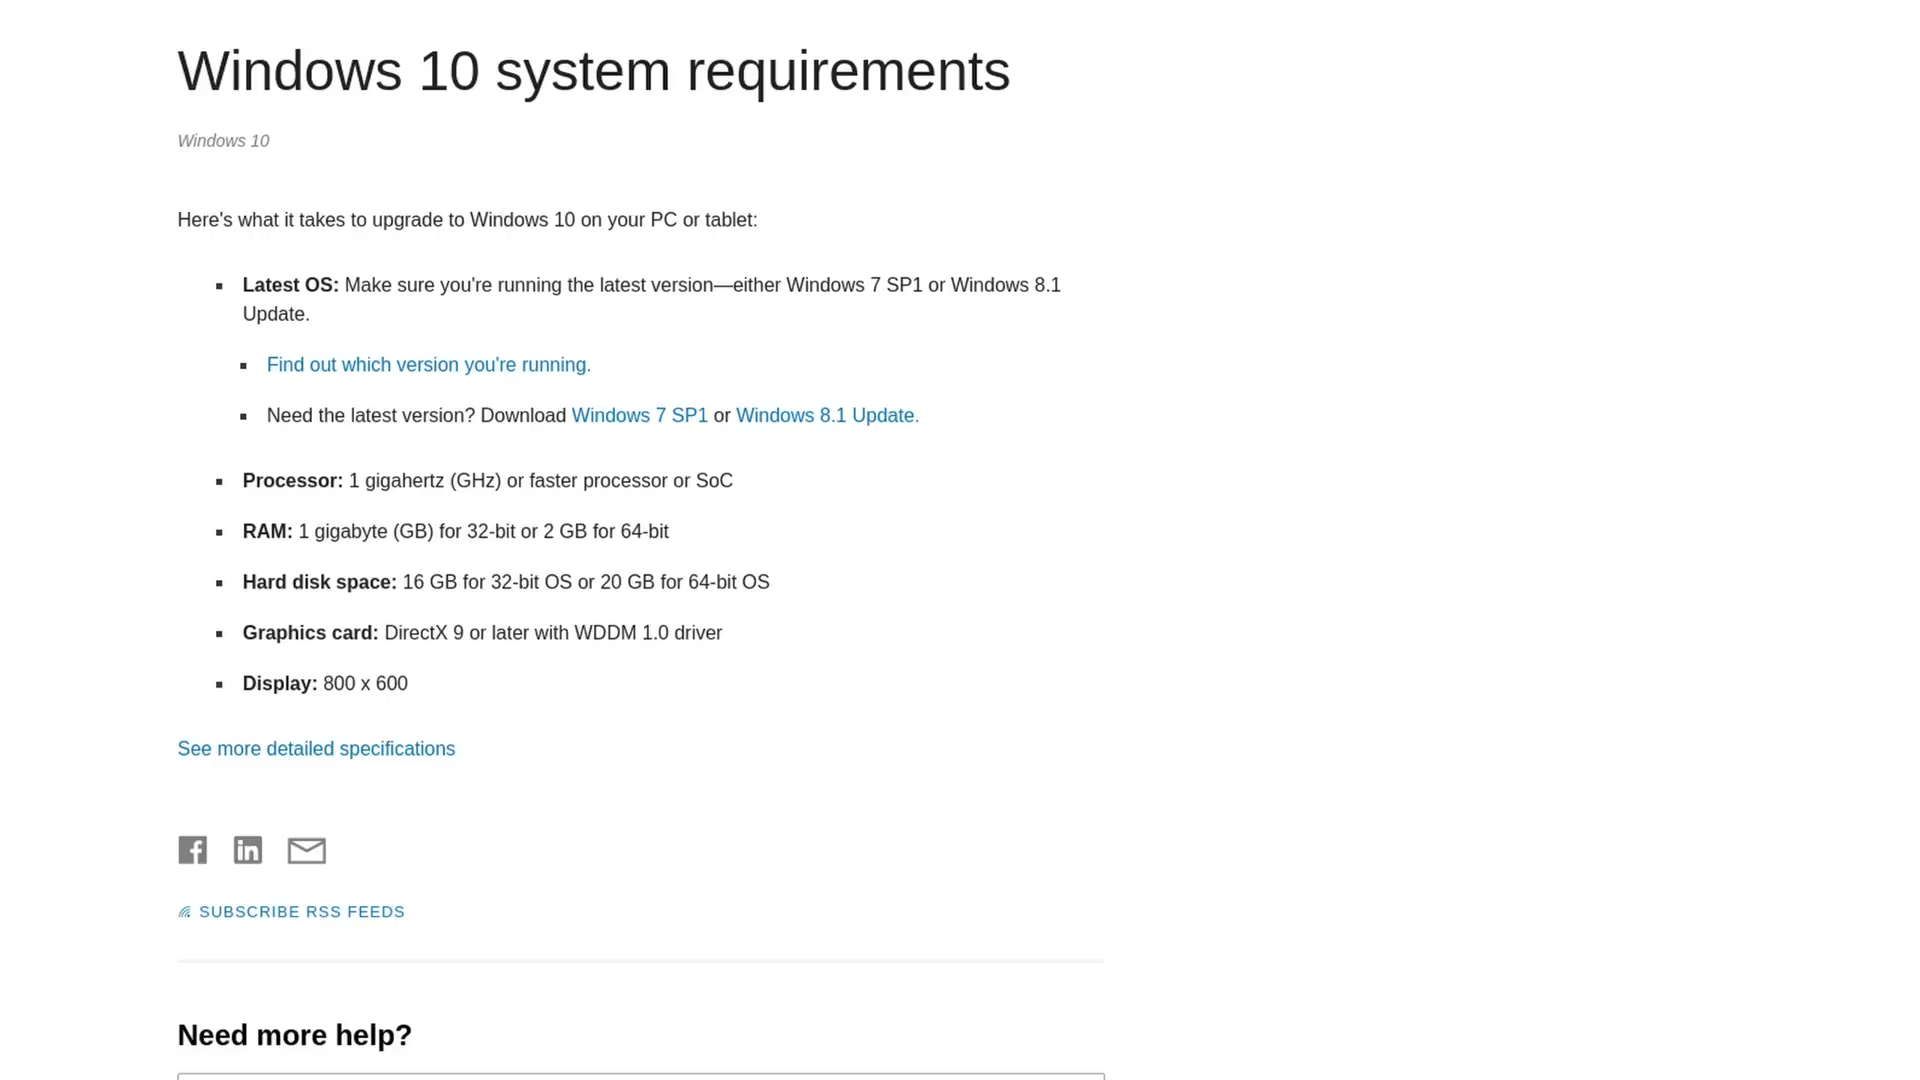 Windows 10 system requirements
Windows 10
Here's what it takes to upgrade to Windows 10 on your PC or tablet:
Latest OS: Make sure you're running the latest version—either Windows 7 SP1 or Windows 8.1
Update.
Find out which version you're running.
Need the latest version? Download Windows 7 SP1 or Windows 8.1 Update.
Processor: 1 gigahertz (GHz) or faster processor or SoC
RAM: 1 gigabyte (GB) for 32-bit or 2 GB for 64-bit
Hard disk space: 16 GB for 32-bit OS or 20 GB for 64-bit OS
Graphics card: DirectX 9 or later with WDDM 1.0 driver
Display: 800 x 600
See more detailed specifications
SUBSCRIBE RSS FEEDS
Need more help?